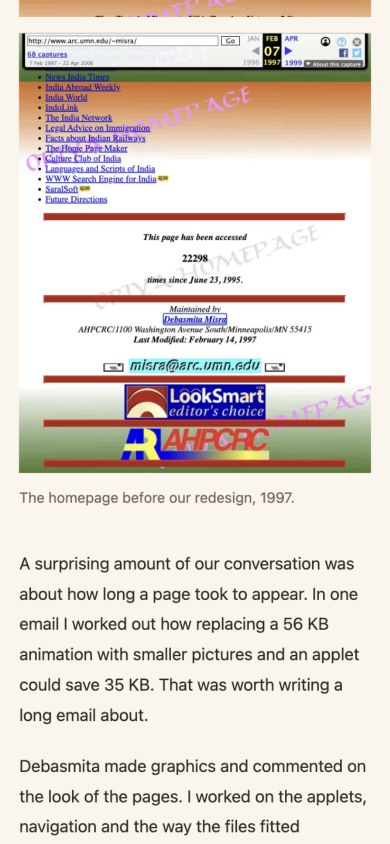 http://www.arc.umn.edu/~misra/ Go JAN FEB APR
68 captures 07
7 Feb 1997 - 22 Apr 2006 1996 1997 1999 About this capture
News India Times
India Abroad Weekly
India World
IndoLink
The India Network
Legal Advice on Immigration
Facts about Indian Railways
The Home Page Maker
Culture Club of India
Languages and Scripts of India
WWW Search Engine for India
SaralSoft
Future Directions
This page has been accessed
22298
times since June 23, 1995.
Maintained by
Debasmita Misra
AHPCRC/1100 Washington Avenue South/Minneapolis/MN 55415
Last Modified: February 14, 1997
misra@arc.umn.edu
LookSmart
editor's choice
AHPCRC
The homepage before our redesign, 1997.
A surprising amount of our conversation was
about how long a page took to appear. In one
email I worked out how replacing a 56 KB
animation with smaller pictures and an applet
could save 35 KB. That was worth writing a
long email about.
Debasmita made graphics and commented on
the look of the pages. I worked on the applets,
navigation and the way the files fitted